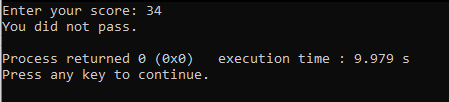 Enter your score: 34
You did not pass.
Process returned 0 (0x0)   execution time : 9.979 s
Press any key to continue.